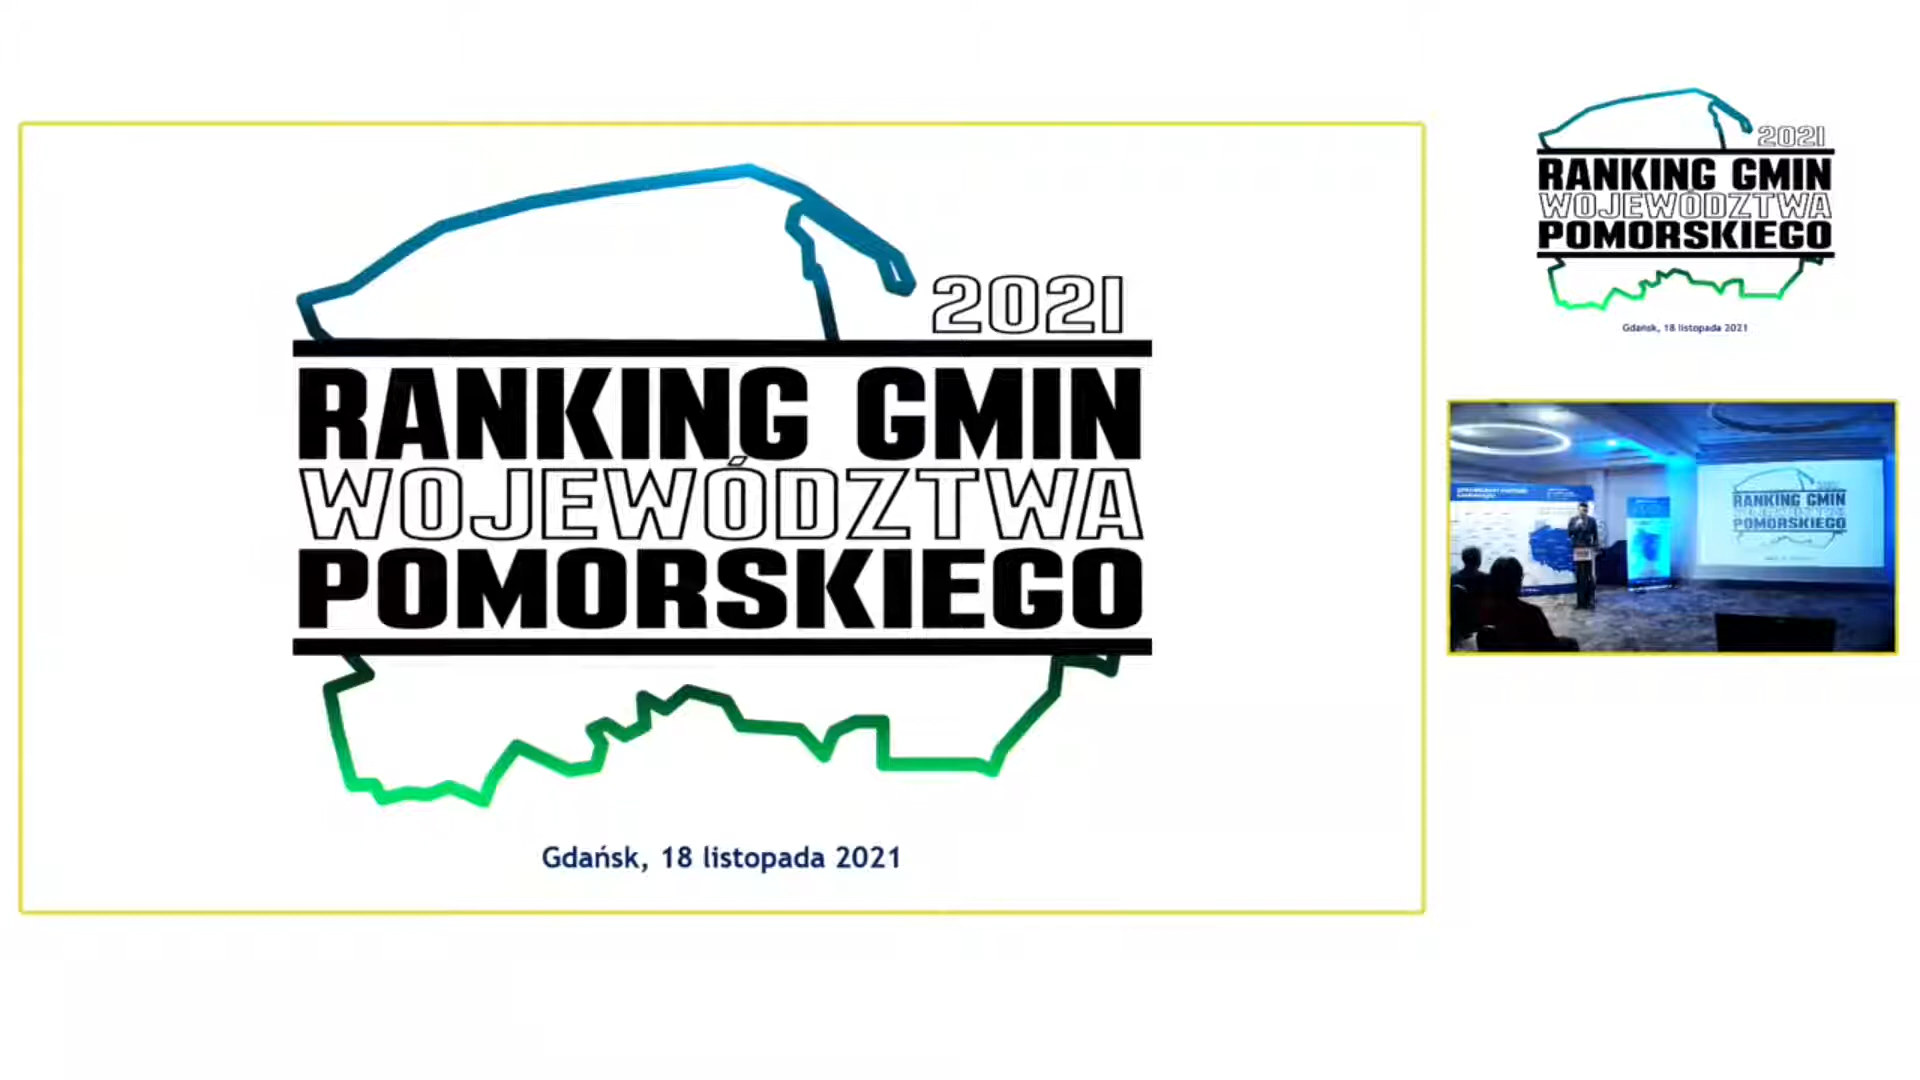 2021
RANKING GMIN
WOJEWÓDZTWA
POMORSKIEGO
Gdańsk, 18 listopada 2021
2021
RANKING GMIN
WOJEWÓDZTWA
POMORSKIEGO
Gdańsk, 18 listopada 2021
RANKING GMIN
POMORSKIEGO